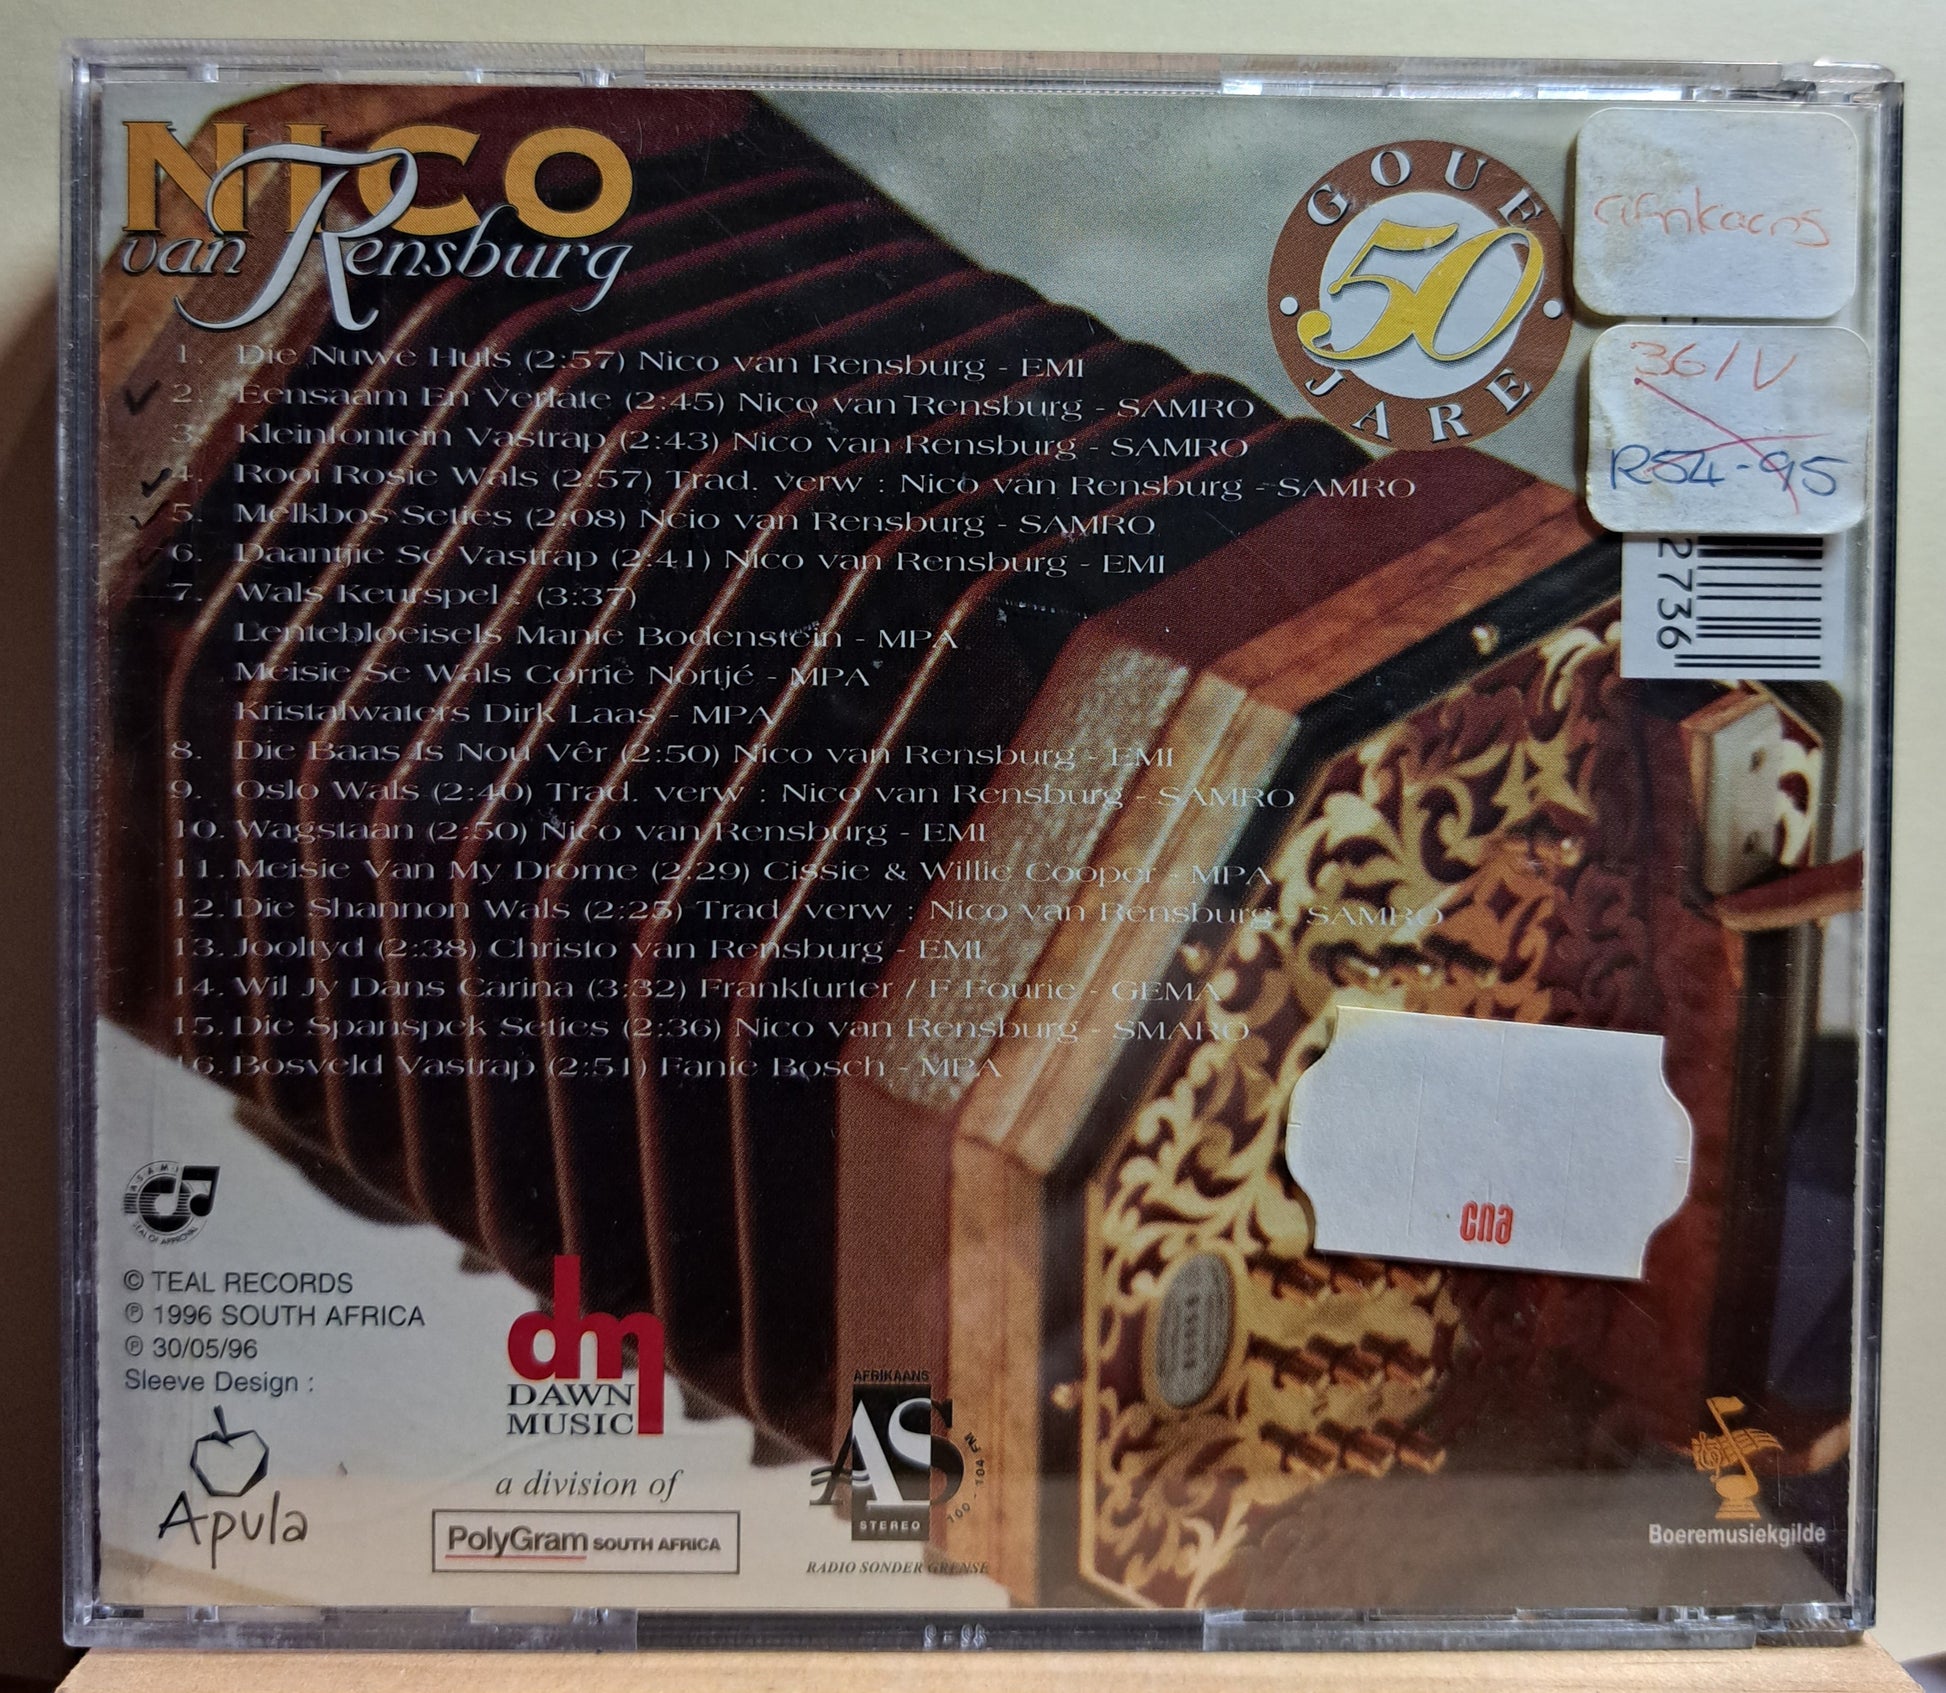 NICO
van Rensburg
GOUE
50
JARE
36/V
R54-95
27736
1. Die Nuwe Huls (2:57) Nico van Rensburg - EMI
2. Eensaam En Verlate (2:45) Nico van Rensburg - SAMRO
3. Kleinfontein Vastrap (2:43) Nico van Rensburg - SAMRO
4. Rooi Rosie Wals (2:57) Trad. verw : Nico van Rensburg - SAMRO
5. Melkbos Seties (2:08) Ncio van Rensburg - SAMRO
6. Daantjie Se Vastrap (2:41) Nico van Rensburg - EMI
7. Wals Keurspel : (3:37)
Lentebloeisels Manie Bodenstein - MPA
Meisie Se Wals Corrie Nortjé - MPA
Kristalwaters Dirk Laas - MPA
8. Die Baas Is Nou Vêr (2:50) Nico van Rensburg - EMI
9. Oslo Wals (2:40) Trad. verw : Nico van Rensburg - SAMRO
10. Wagstaan (2:50) Nico van Rensburg - EMI
11. Meisie Van My Drome (2:29) Cissie & Willie Cooper - MPA
12. Die Shannon Wals (2:25) Trad. verw : Nico van Rensburg - SAMRO
13. Jooltyd (2:38) Christo van Rensburg - EMI
14. Wil Jy Dans Carina (3:32) Frankfurter / F Fourie - GEMA
15. Die Spanspek Seties (2:36) Nico van Rensburg - SMARO
16. Bosveld Vastrap (2:51) Fanie Bosch - MPA
cna
ASAMI
SEAL OF APPROVAL
© TEAL RECORDS
℗ 1996 SOUTH AFRICA
℗ 30/05/96
Sleeve Design :
Apula
dm
DAWN
MUSIC
a division of
PolyGram SOUTH AFRICA
AFRIKAANS
AS
STEREO
100 - 104 FM
RADIO SONDER GRENSE
Boeremusiekgilde